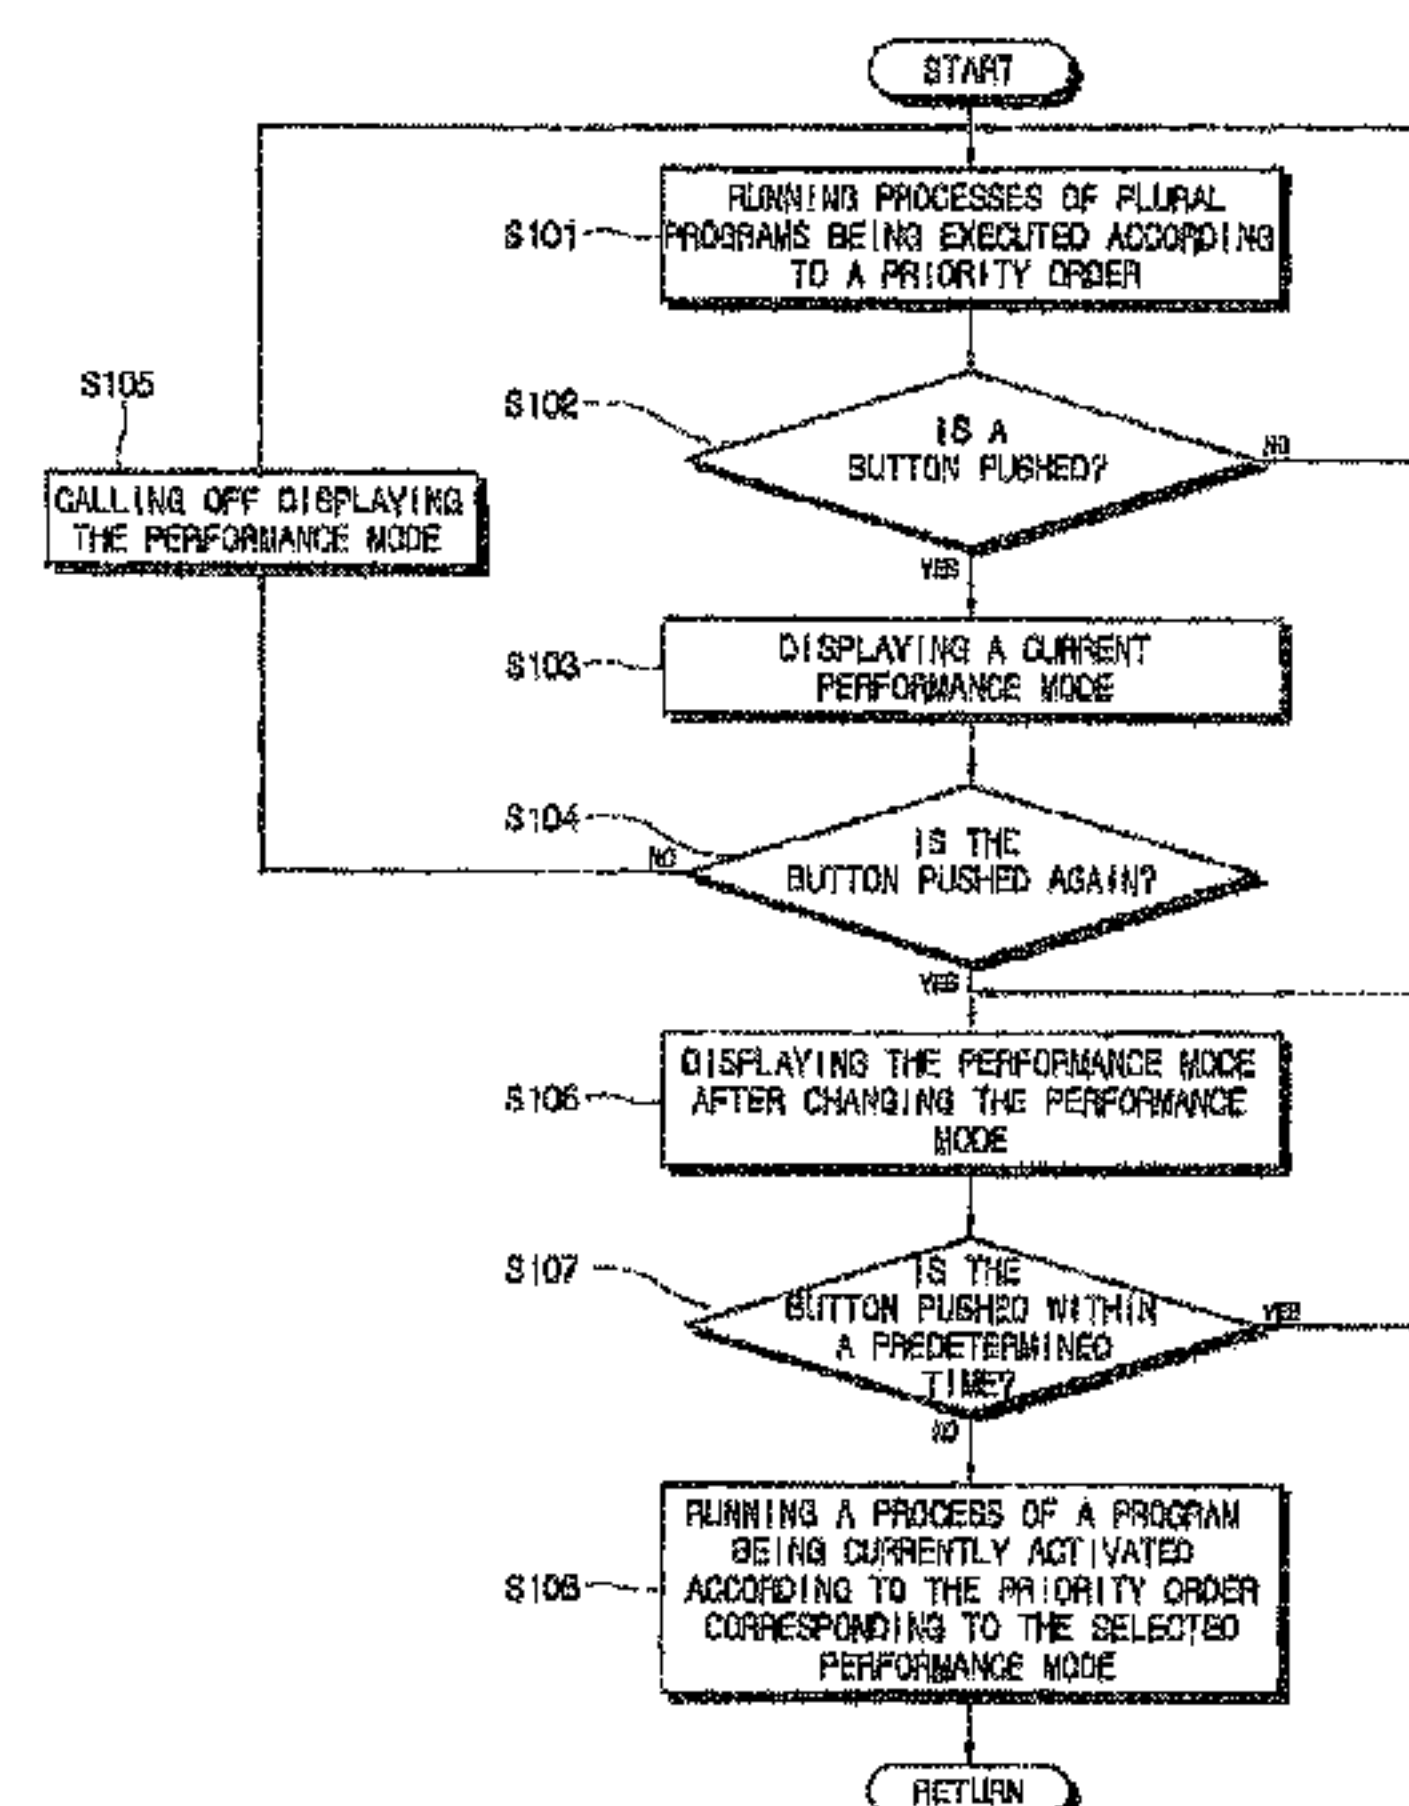 START
RUNNING PROCESSES OF PLURAL
S101
PROGRAMS BEING EXECUTED ACCORDING
TO A PRIORITY ORDER
S105
S102
IS A
BUTTON PUSHED?
NO
CALLING OFF DISPLAYING
THE PERFORMANCE MODE
YES
S103
DISPLAYING A CURRENT
PERFORMANCE MODE
S104
NO
IS THE
BUTTON PUSHED AGAIN?
YES
S106
DISPLAYING THE PERFORMANCE MODE
AFTER CHANGING THE PERFORMANCE
MODE
S107
IS THE
BUTTON PUSHED WITHIN
A PREDETERMINED
TIME?
YES
NO
RUNNING A PROCESS OF A PROGRAM
BEING CURRENTLY ACTIVATED
S108
ACCORDING TO THE PRIORITY ORDER
CORRESPONDING TO THE SELECTED
PERFORMANCE MODE
RETURN